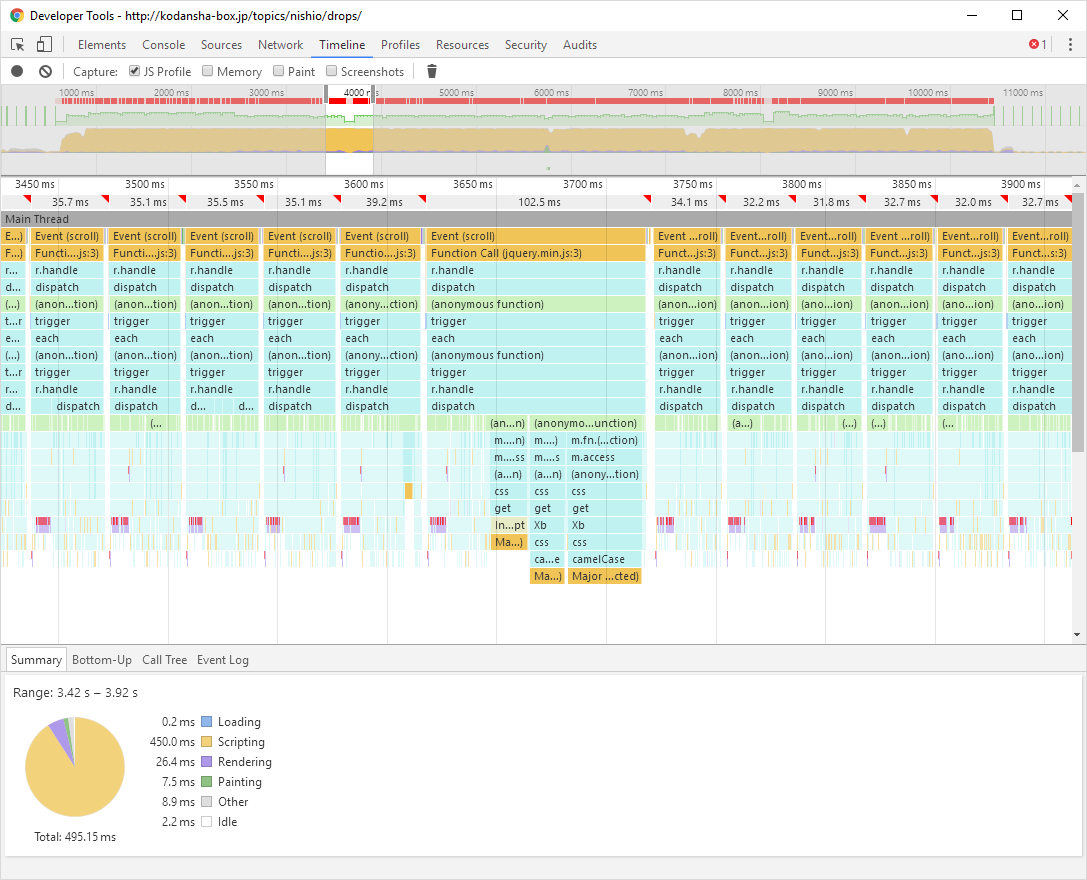 Developer Tools - http://kodansha-box.jp/topics/nishio/drops/
Elements Console Sources Network Timeline Profiles Resources Security Audits 1
Capture: JS Profile Memory Paint Screenshots
1000 ms 2000 ms 3000 ms 4000 ms 5000 ms 6000 ms 7000 ms 8000 ms 9000 ms 10000 ms 11000 ms
3450 ms 3500 ms 3550 ms 3600 ms 3650 ms 3700 ms 3750 ms 3800 ms 3850 ms 3900 ms
35.7 ms 35.1 ms 35.5 ms 35.1 ms 39.2 ms 102.5 ms 34.1 ms 32.2 ms 31.8 ms 32.7 ms 32.0 ms 32.7 ms
Main Thread
E...) Event (scroll) Event (scroll) Event (scroll) Event (scroll) Event (scroll) Event (scroll) Event ...roll) Event...roll) Event...roll) Event ...roll) Event...roll) Event...roll)
F...) Functi....js:3) Functi....js:3) Functi....js:3) Functi....js:3) Functio....js:3) Function Call (jquery.min.js:3) Funct...js:3) Funct...js:3) Funct...js:3) Funct...js:3) Funct...js:3) Funct...s:3)
r... r.handle r.handle r.handle r.handle r.handle r.handle r.handle r.handle r.handle r.handle r.handle r.handle
d... dispatch dispatch dispatch dispatch dispatch dispatch dispatch dispatch dispatch dispatch dispatch dispatch
(...) (anon...tion) (anon...tion) (anon...tion) (anon...tion) (anony...ction) (anonymous function) (anon...ion) (ano...ion) (ano...ion) (ano...ion) (ano...ion) (ano...ion)
t...r trigger trigger trigger trigger trigger trigger trigger trigger trigger trigger trigger trigger
e... each each each each each each each each each each each each
(...) (anon...tion) (anon...tion) (anon...tion) (anon...tion) (anony...ction) (anonymous function) (anon...ion) (ano...ion) (ano...ion) (ano...ion) (ano...ion) (ano...ion)
t...r trigger trigger trigger trigger trigger trigger trigger trigger trigger trigger trigger trigger
r... r.handle r.handle r.handle r.handle r.handle r.handle r.handle r.handle r.handle r.handle r.handle r.handle
d... dispatch dispatch d... d... dispatch dispatch dispatch dispatch dispatch dispatch dispatch dispatch dispatch
(... (an...n) (anonymo...unction) (a...) (...) (...) (...
m....n) m....) m.fn.(...ction)
m....ss m....s m.access
(a...n) (a...n) (anony...tion)
css css css
get get get
In...pt Xb Xb
Ma...) css css
ca...e camelCase
Ma...) Major ...cted)
Summary Bottom-Up Call Tree Event Log
Range: 3.42 s – 3.92 s
0.2 ms Loading
450.0 ms Scripting
26.4 ms Rendering
7.5 ms Painting
8.9 ms Other
2.2 ms Idle
Total: 495.15 ms